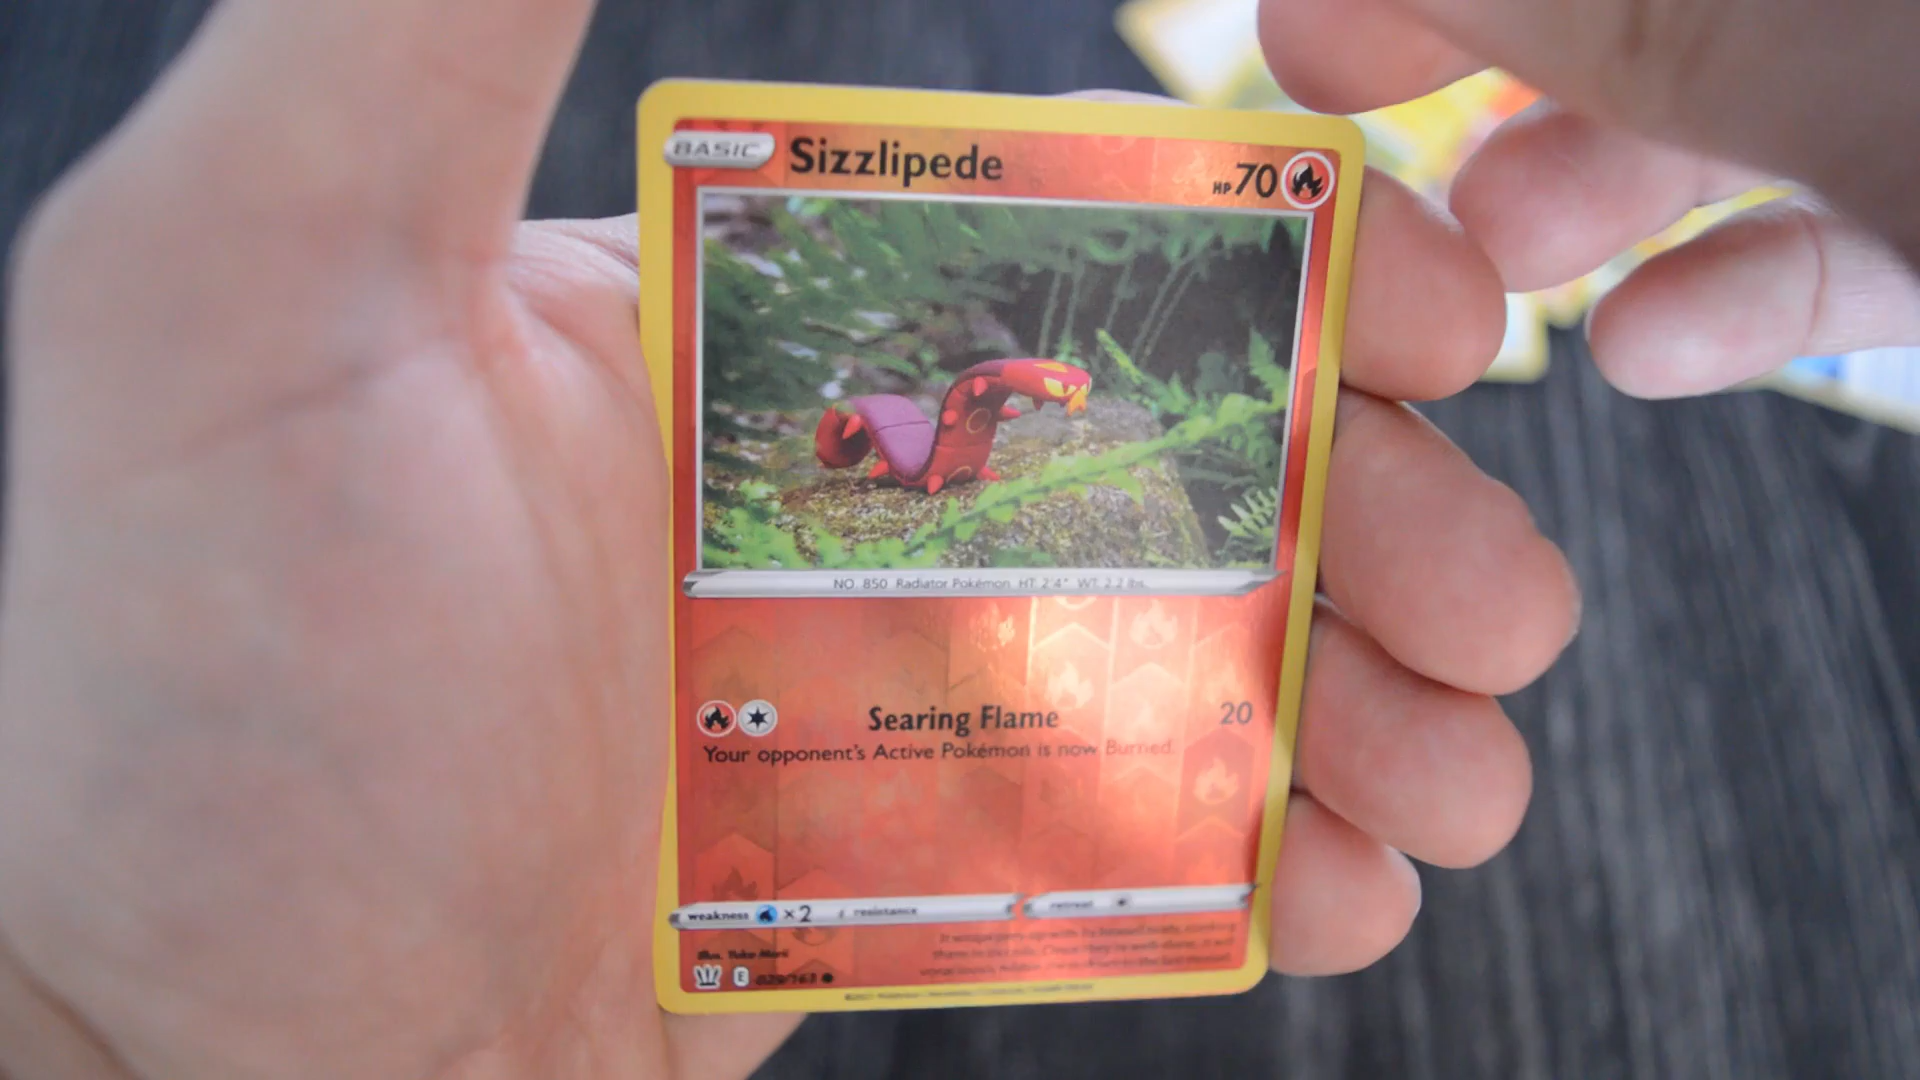 BASIC Sizzlipede HP 70
NO. 850 Radiator Pokémon HT: 2'4" WT: 2.2 lbs.
Searing Flame 20
Your opponent's Active Pokémon is now Burned.
weakness ×2 resistance retreat
Illus. Yuka Morii
E 029/163